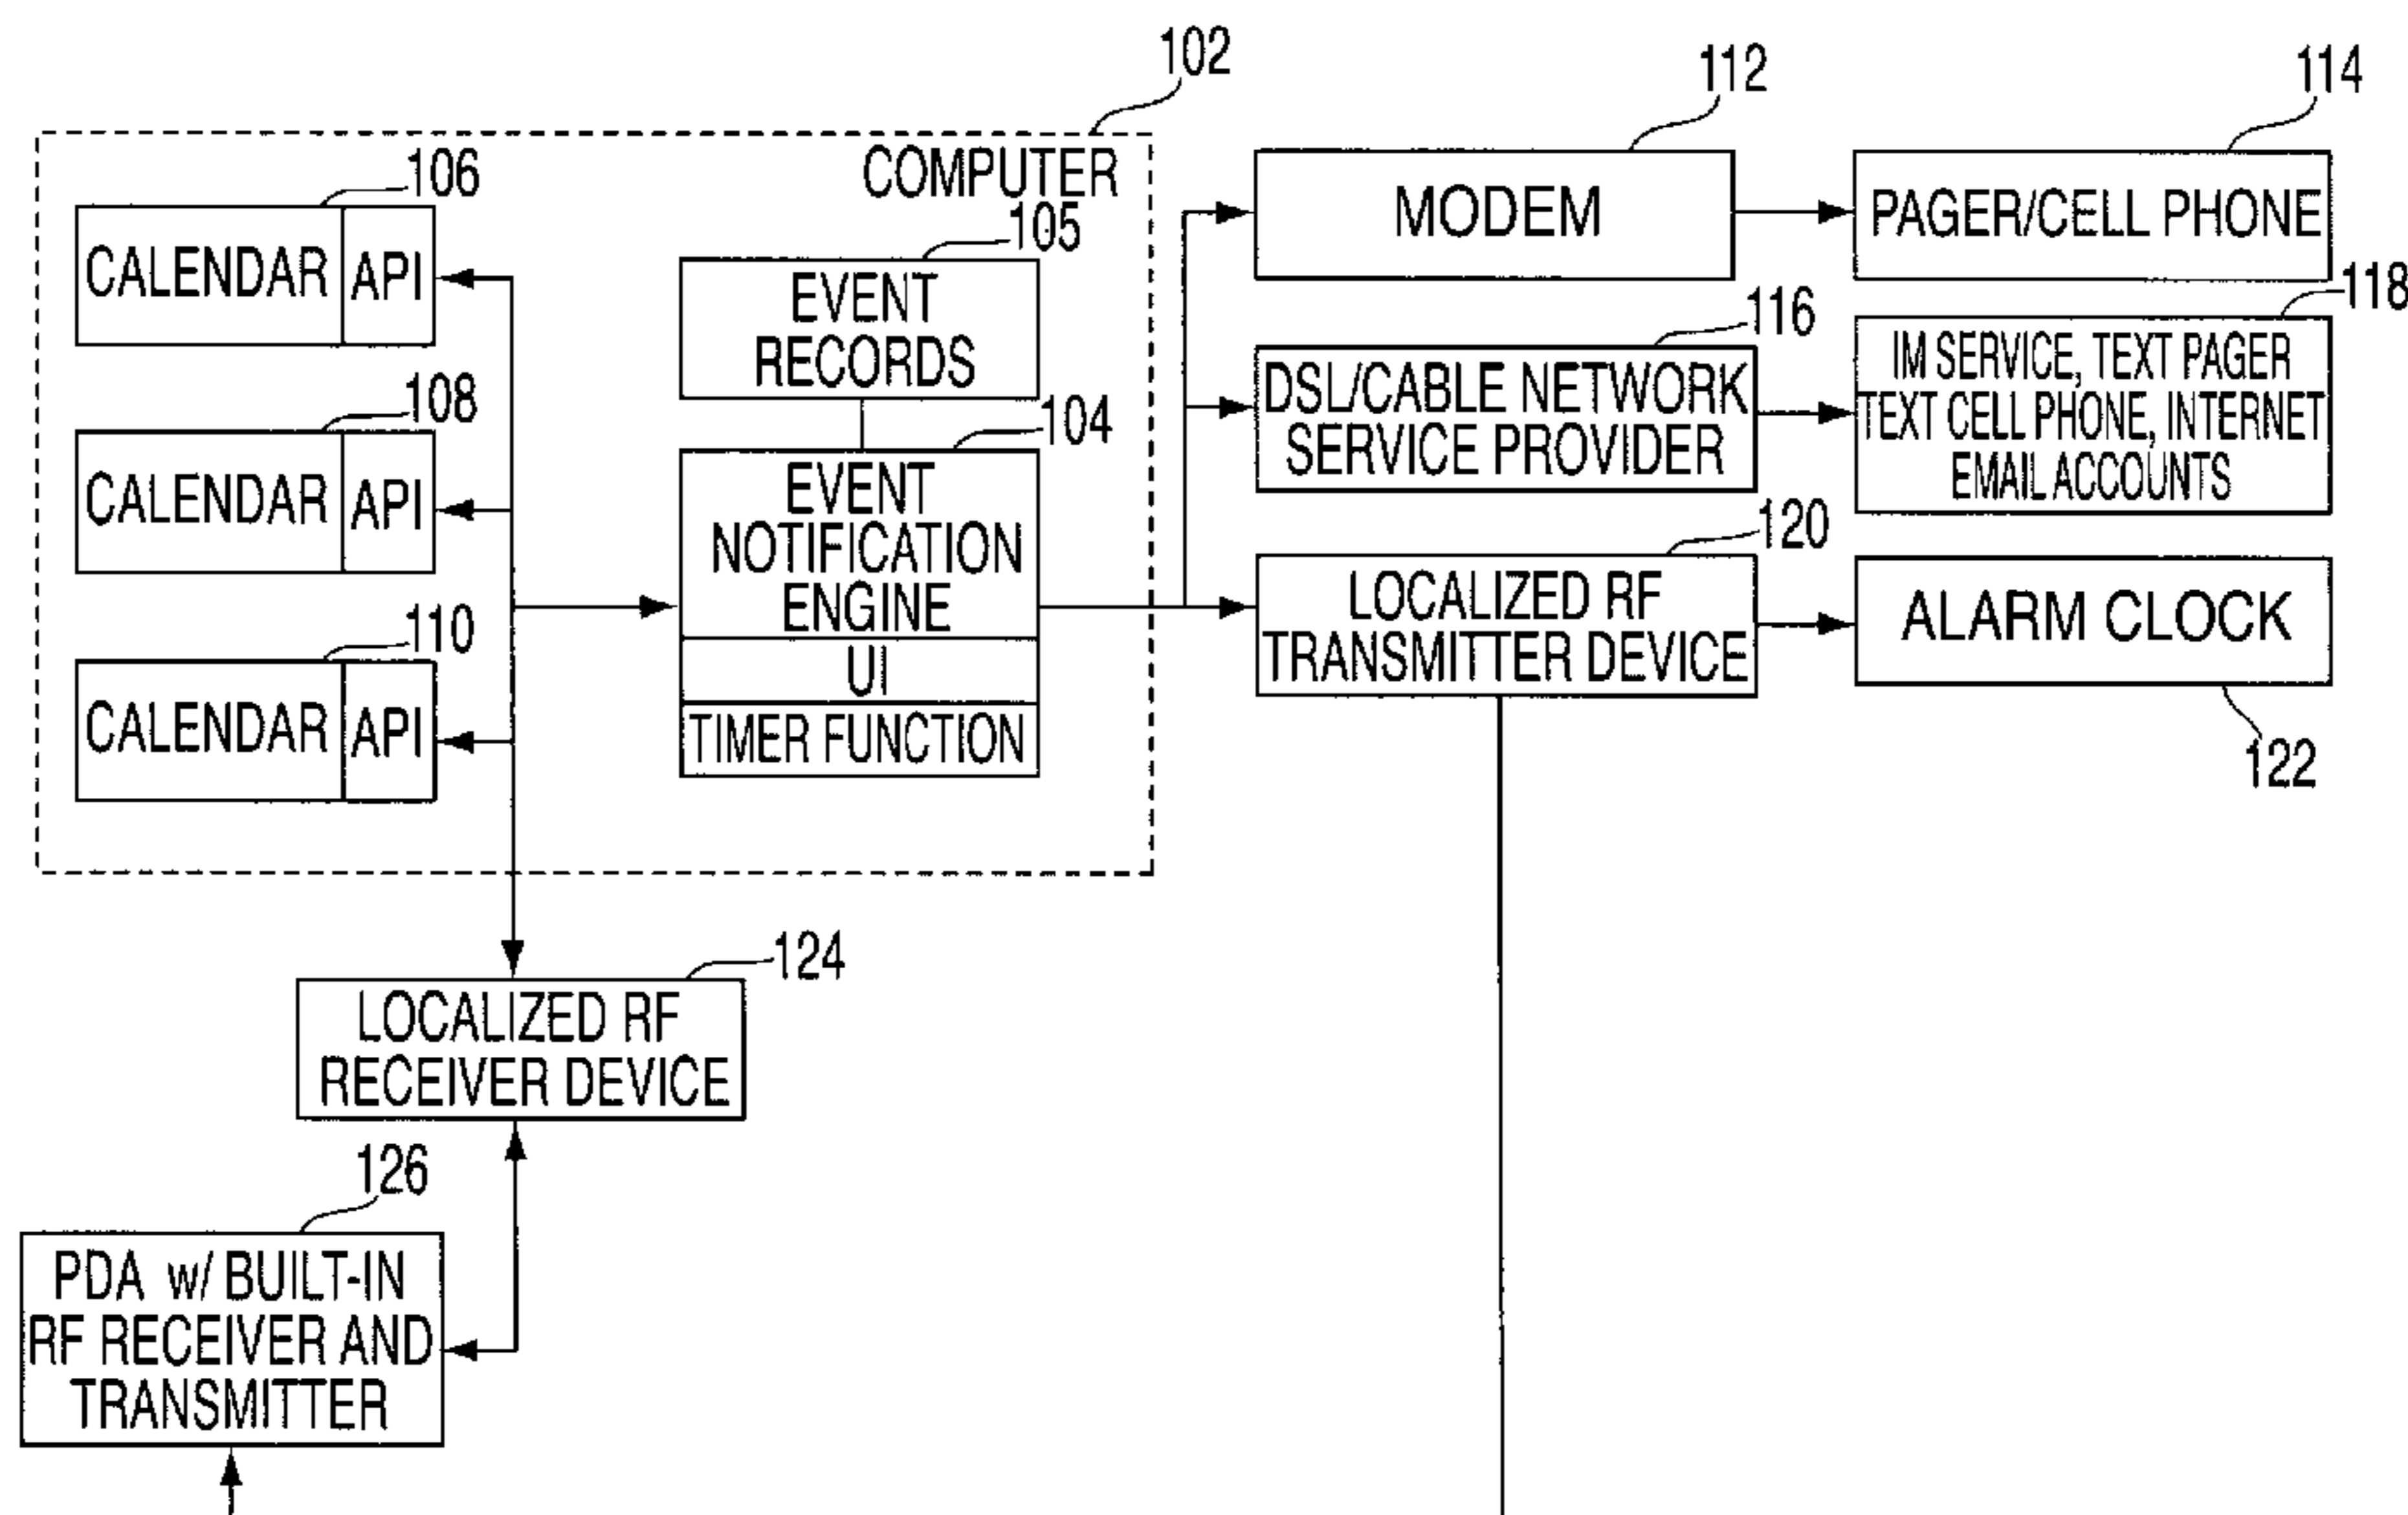 102
112
114
COMPUTER
106
CALENDAR API
105
EVENT
RECORDS
MODEM
PAGER/CELL PHONE
108
CALENDAR API
104
EVENT
NOTIFICATION
ENGINE
UI
TIMER FUNCTION
116
DSL/CABLE NETWORK
SERVICE PROVIDER
118
IM SERVICE, TEXT PAGER
TEXT CELL PHONE, INTERNET
EMAIL ACCOUNTS
110
CALENDAR API
120
LOCALIZED RF
TRANSMITTER DEVICE
ALARM CLOCK
122
124
LOCALIZED RF
RECEIVER DEVICE
126
PDA w/ BUILT-IN
RF RECEIVER AND
TRANSMITTER